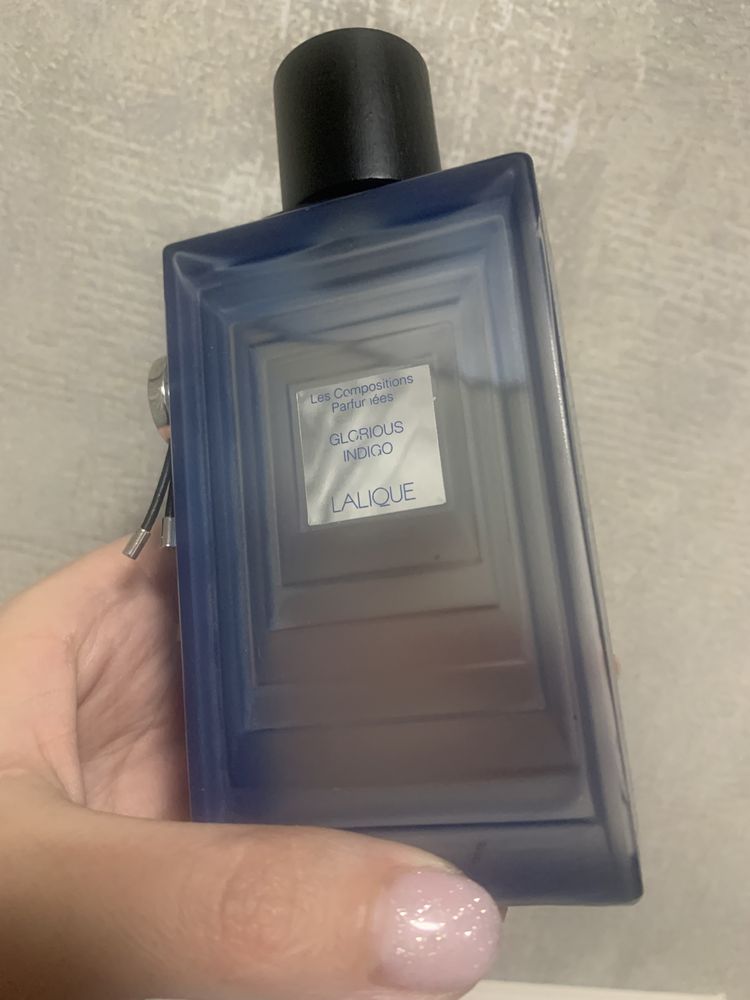 Les Compositions
Parfumées
GLORIOUS
INDIGO
LALIQUE